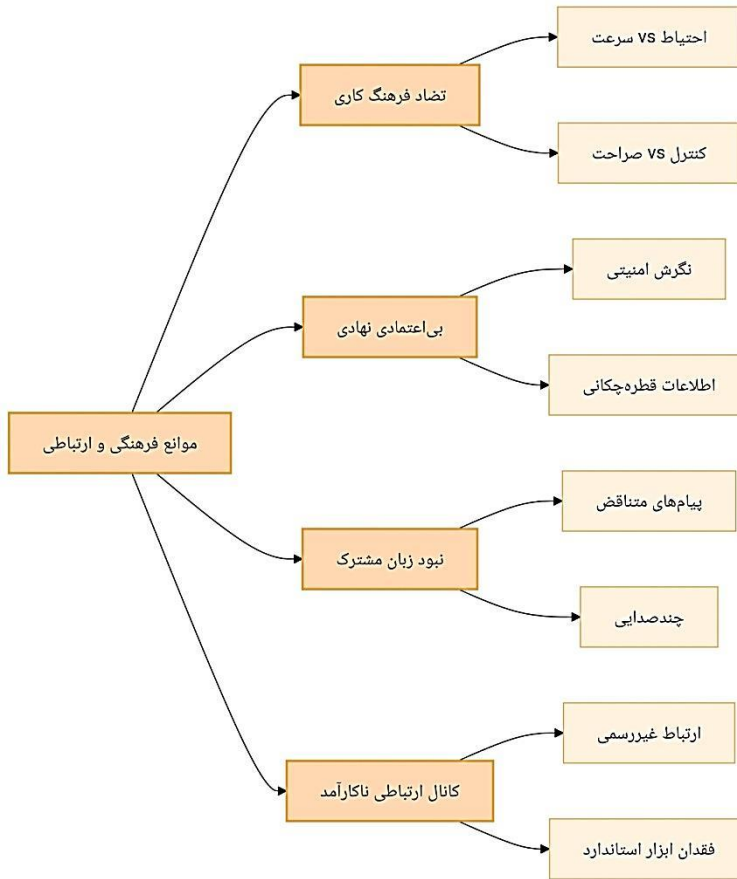 احتیاط vs سرعت
تضاد فرهنگ کاری
کنترل vs صراحت
نگرش امنیتی
بی‌اعتمادی نهادی
اطلاعات قطره‌چکانی
موانع فرهنگی و ارتباطی
پیام‌های متناقض
نبود زبان مشترک
چندصدایی
ارتباط غیررسمی
کانال ارتباطی ناکارآمد
فقدان ابزار استاندارد